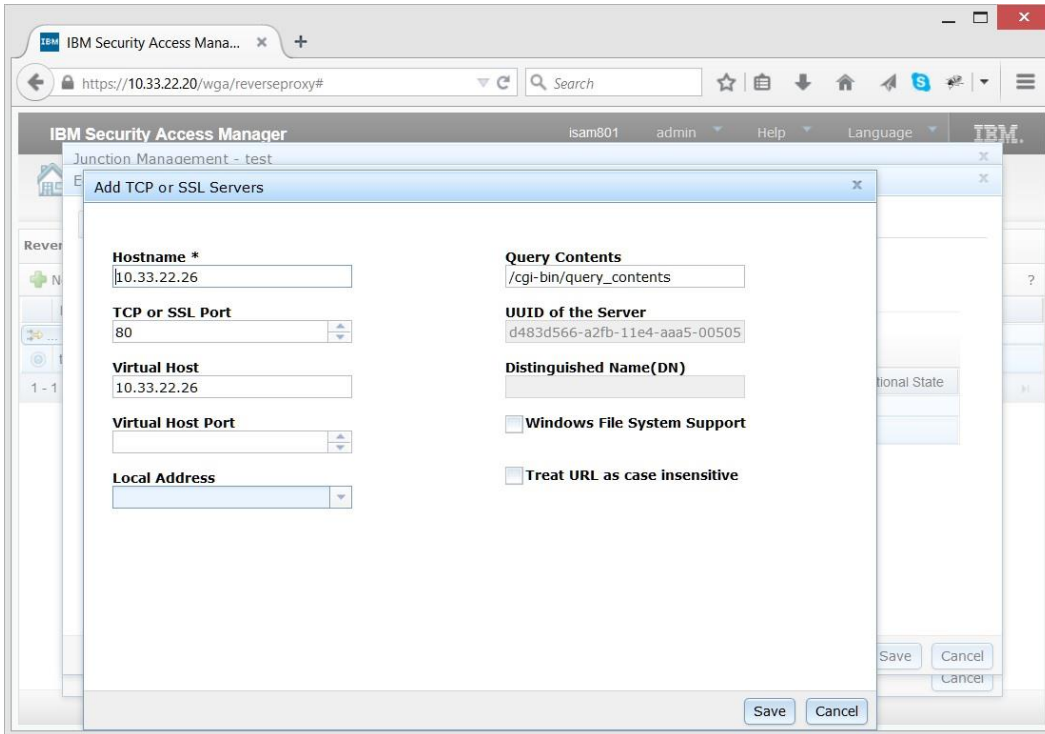 IBM IBM Security Access Mana...
https://10.33.22.20/wga/reverseproxy#
Search
IBM Security Access Manager isam801 admin Help Language IBM.
Junction Management - test
Add TCP or SSL Servers
Hostname * Query Contents
10.33.22.26 /cgi-bin/query_contents
TCP or SSL Port UUID of the Server
80 d483d566-a2fb-11e4-aaa5-00505
Virtual Host Distinguished Name(DN)
10.33.22.26
Virtual Host Port Windows File System Support
Local Address Treat URL as case insensitive
Rever
N
?
1 - 1
tional State
Save Cancel
Cancel
Save Cancel